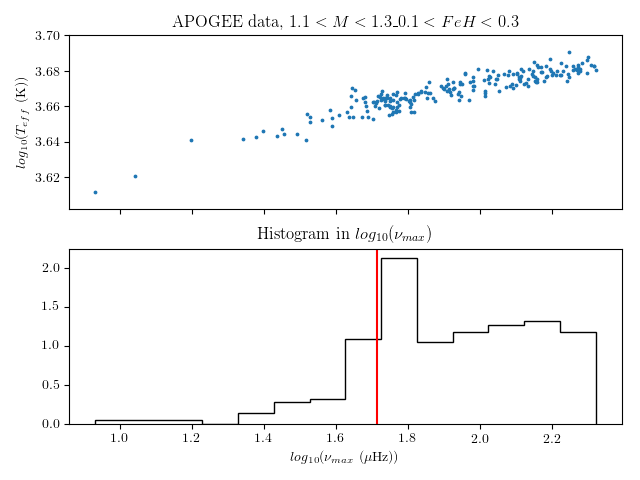 APOGEE data, 1.1 < M < 1.3_0.1 < FeH < 0.3
3.70
3.68
3.66
3.64
3.62
log10(Teff (K))
Histogram in log10(νmax)
2.0
1.5
1.0
0.5
0.0
1.0 1.2 1.4 1.6 1.8 2.0 2.2
log10(νmax (μHz))